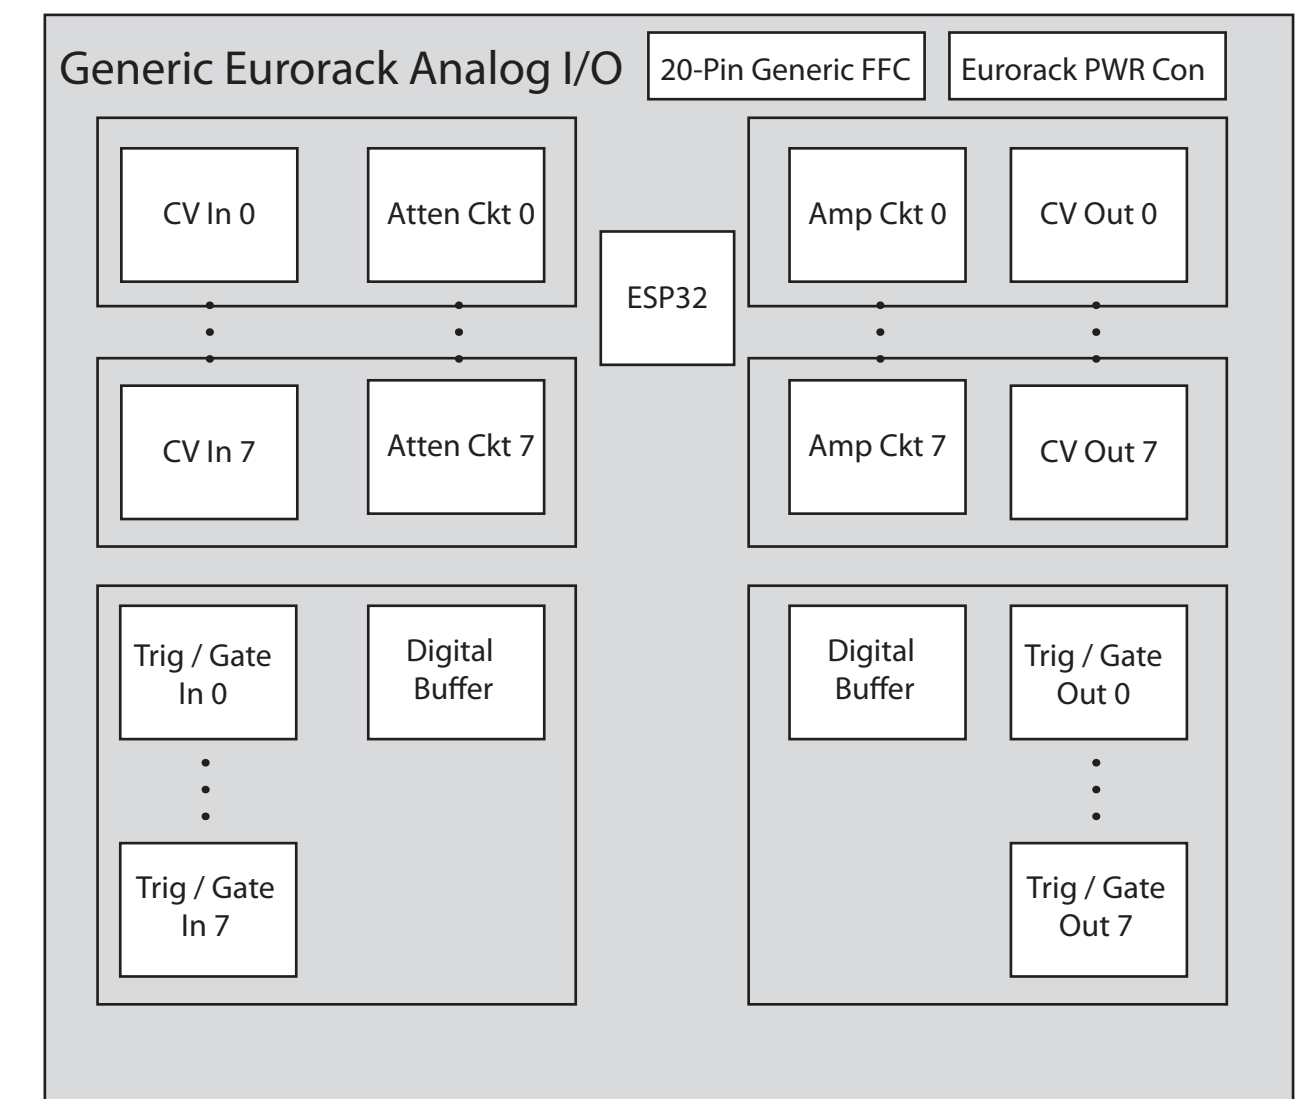 Generic Eurorack Analog I/O
20-Pin Generic FFC
Eurorack PWR Con
CV In 0
Atten Ckt 0
ESP32
Amp Ckt 0
CV Out 0
CV In 7
Atten Ckt 7
Amp Ckt 7
CV Out 7
Trig / Gate
In 0
Digital
Buffer
Digital
Buffer
Trig / Gate
Out 0
Trig / Gate
In 7
Trig / Gate
Out 7